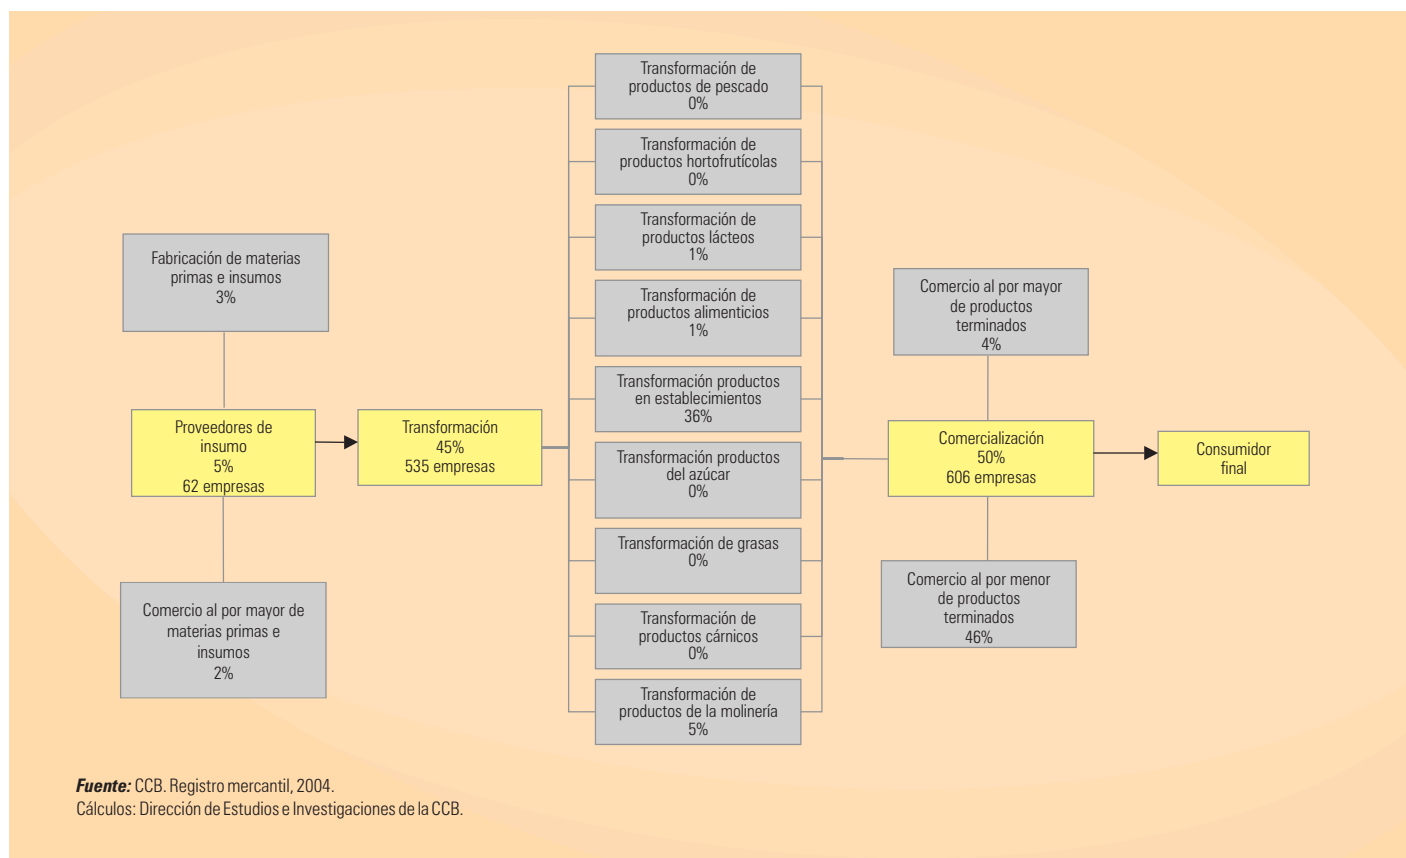 Fabricación de materias
primas e insumos
3%
Proveedores de
insumo
5%
62 empresas
Comercio al por mayor de
materias primas e
insumos
2%
Transformación
45%
535 empresas
Transformación de
productos de pescado
0%
Transformación de
productos hortofrutícolas
0%
Transformación de
productos lácteos
1%
Transformación de
productos alimenticios
1%
Transformación productos
en establecimientos
36%
Transformación productos
del azúcar
0%
Transformación de grasas
0%
Transformación de
productos cárnicos
0%
Transformación de
productos de la molinería
5%
Comercio al por mayor
de productos
terminados
4%
Comercialización
50%
606 empresas
Comercio al por menor
de productos
terminados
46%
Consumidor
final
Fuente: CCB. Registro mercantil, 2004.
Cálculos: Dirección de Estudios e Investigaciones de la CCB.